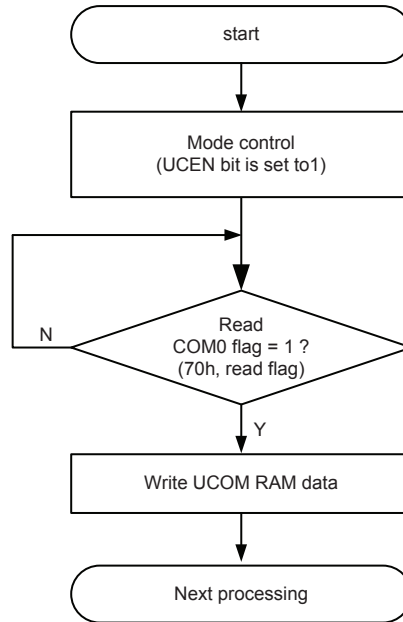 start
Mode control
(UCEN bit is set to1)
N
Read
COM0 flag = 1 ?
(70h, read flag)
Y
Write UCOM RAM data
Next processing